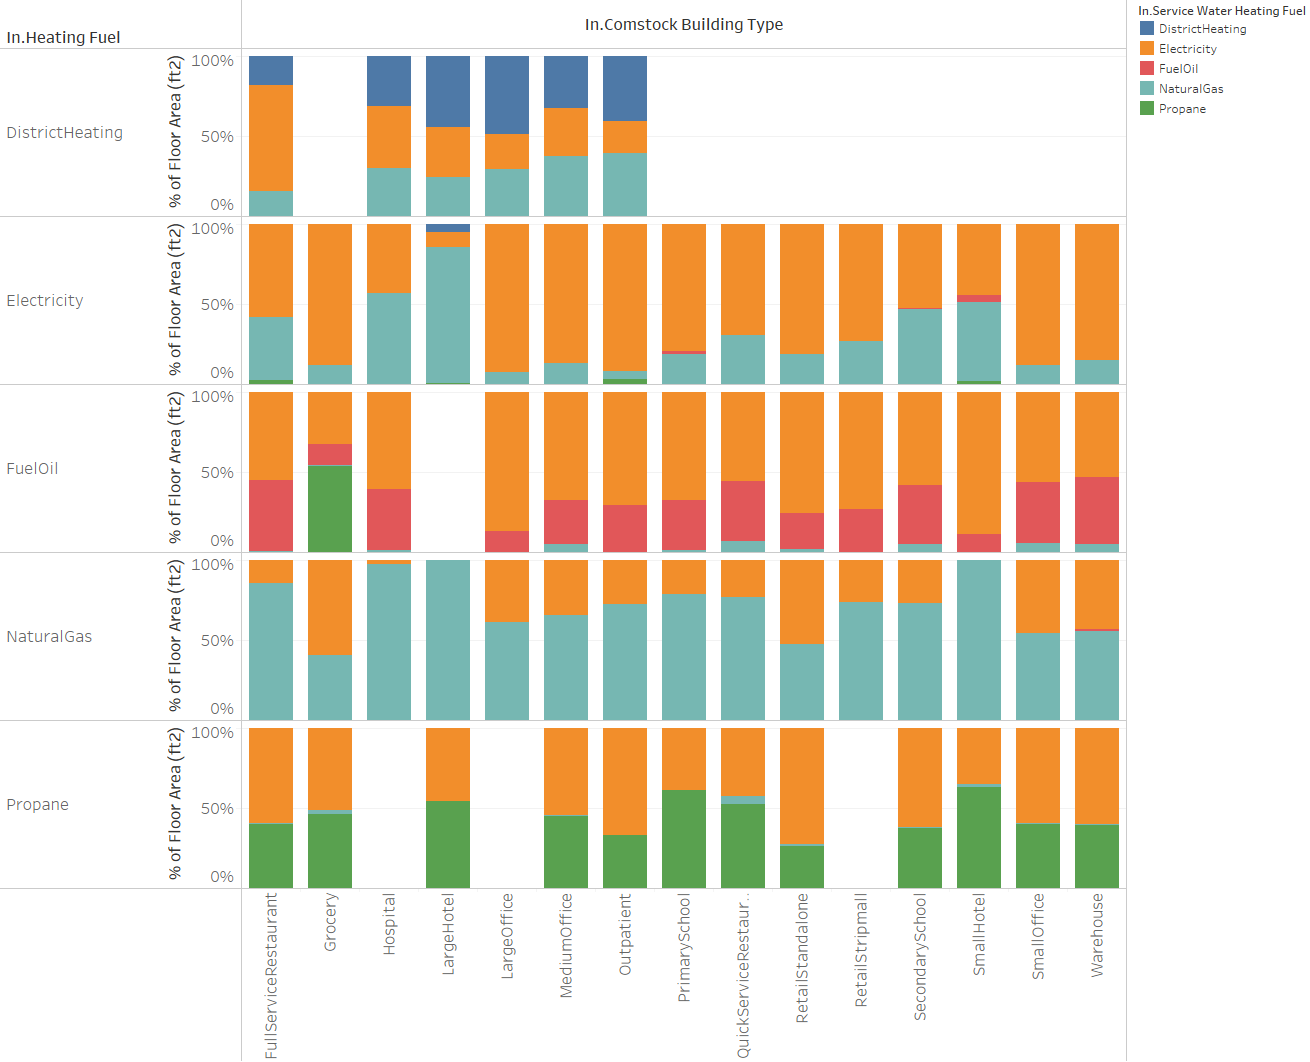 In.Comstock Building Type
In.Heating Fuel
DistrictHeating
% of Floor Area (ft2)
100%
50%
0%
Electricity
% of Floor Area (ft2)
100%
50%
0%
FuelOil
% of Floor Area (ft2)
100%
50%
0%
NaturalGas
% of Floor Area (ft2)
100%
50%
0%
Propane
% of Floor Area (ft2)
100%
50%
0%
FullServiceRestaurant
Grocery
Hospital
LargeHotel
LargeOffice
MediumOffice
Outpatient
PrimarySchool
QuickServiceRestaur..
RetailStandalone
RetailStripmall
SecondarySchool
SmallHotel
SmallOffice
Warehouse
In.Service Water Heating Fuel
DistrictHeating
Electricity
FuelOil
NaturalGas
Propane